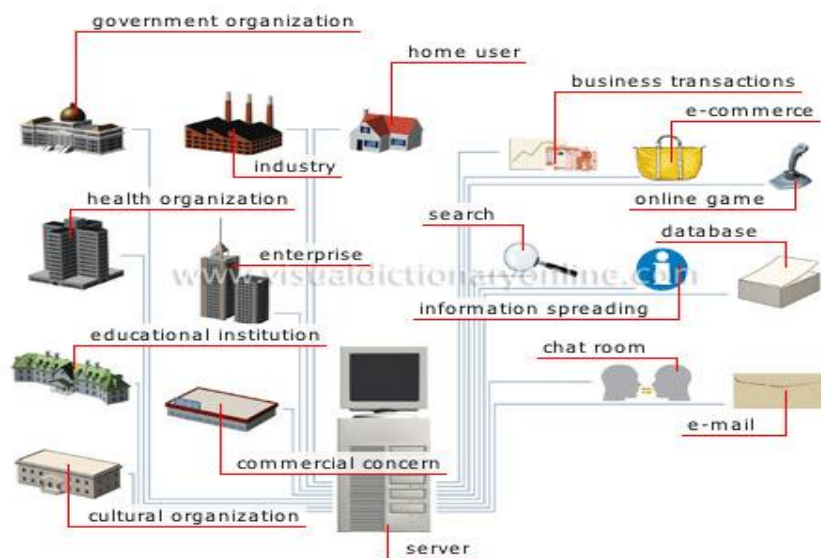 government organization
home user
business transactions
e-commerce
industry
online game
health organization
search
database
enterprise
www.visualdictionaryonline.com
information spreading
educational institution
chat room
e-mail
commercial concern
cultural organization
server